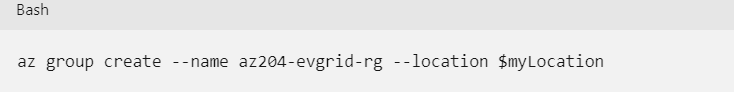 Bash
az group create --name az204-evgrid-rg --location $myLocation